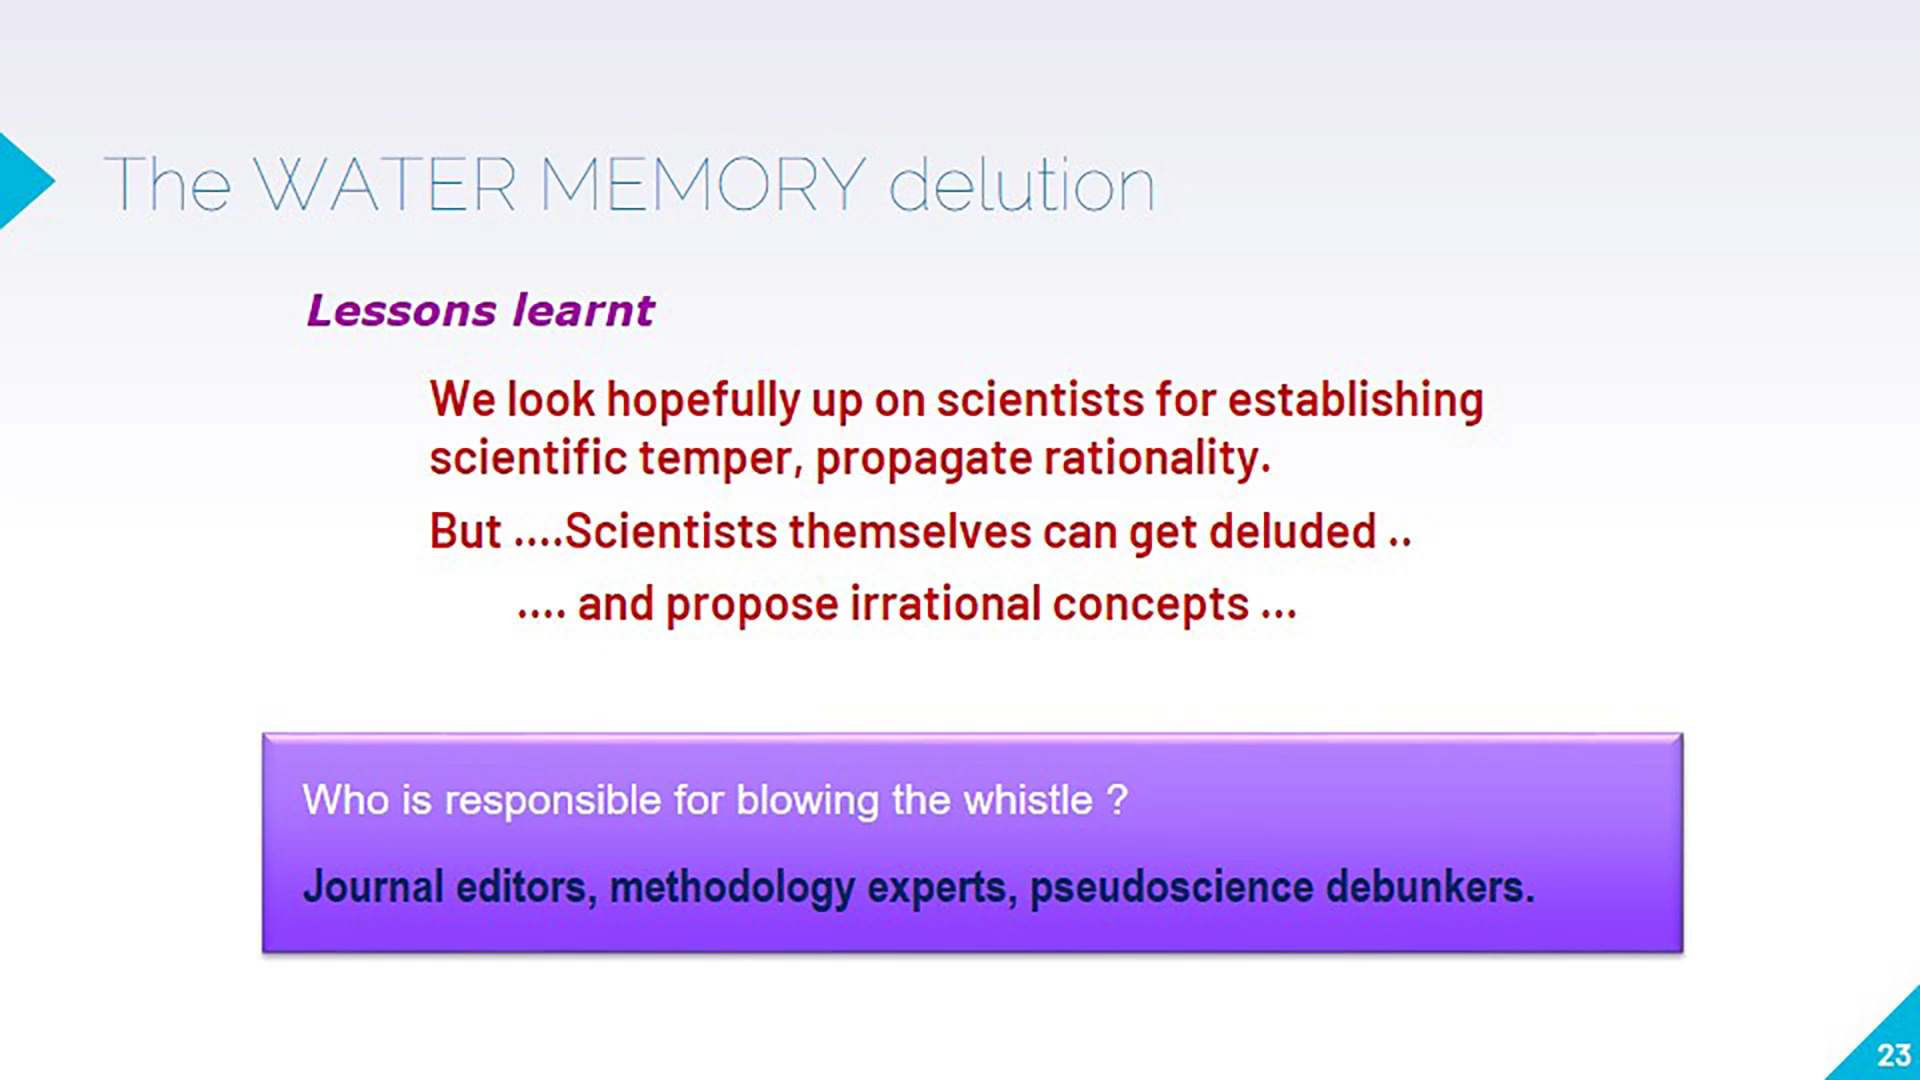 The WATER MEMORY delution
Lessons learnt
We look hopefully up on scientists for establishing
scientific temper, propagate rationality.
But ....Scientists themselves can get deluded ..
.... and propose irrational concepts ...
Who is responsible for blowing the whistle ?
Journal editors, methodology experts, pseudoscience debunkers.
23